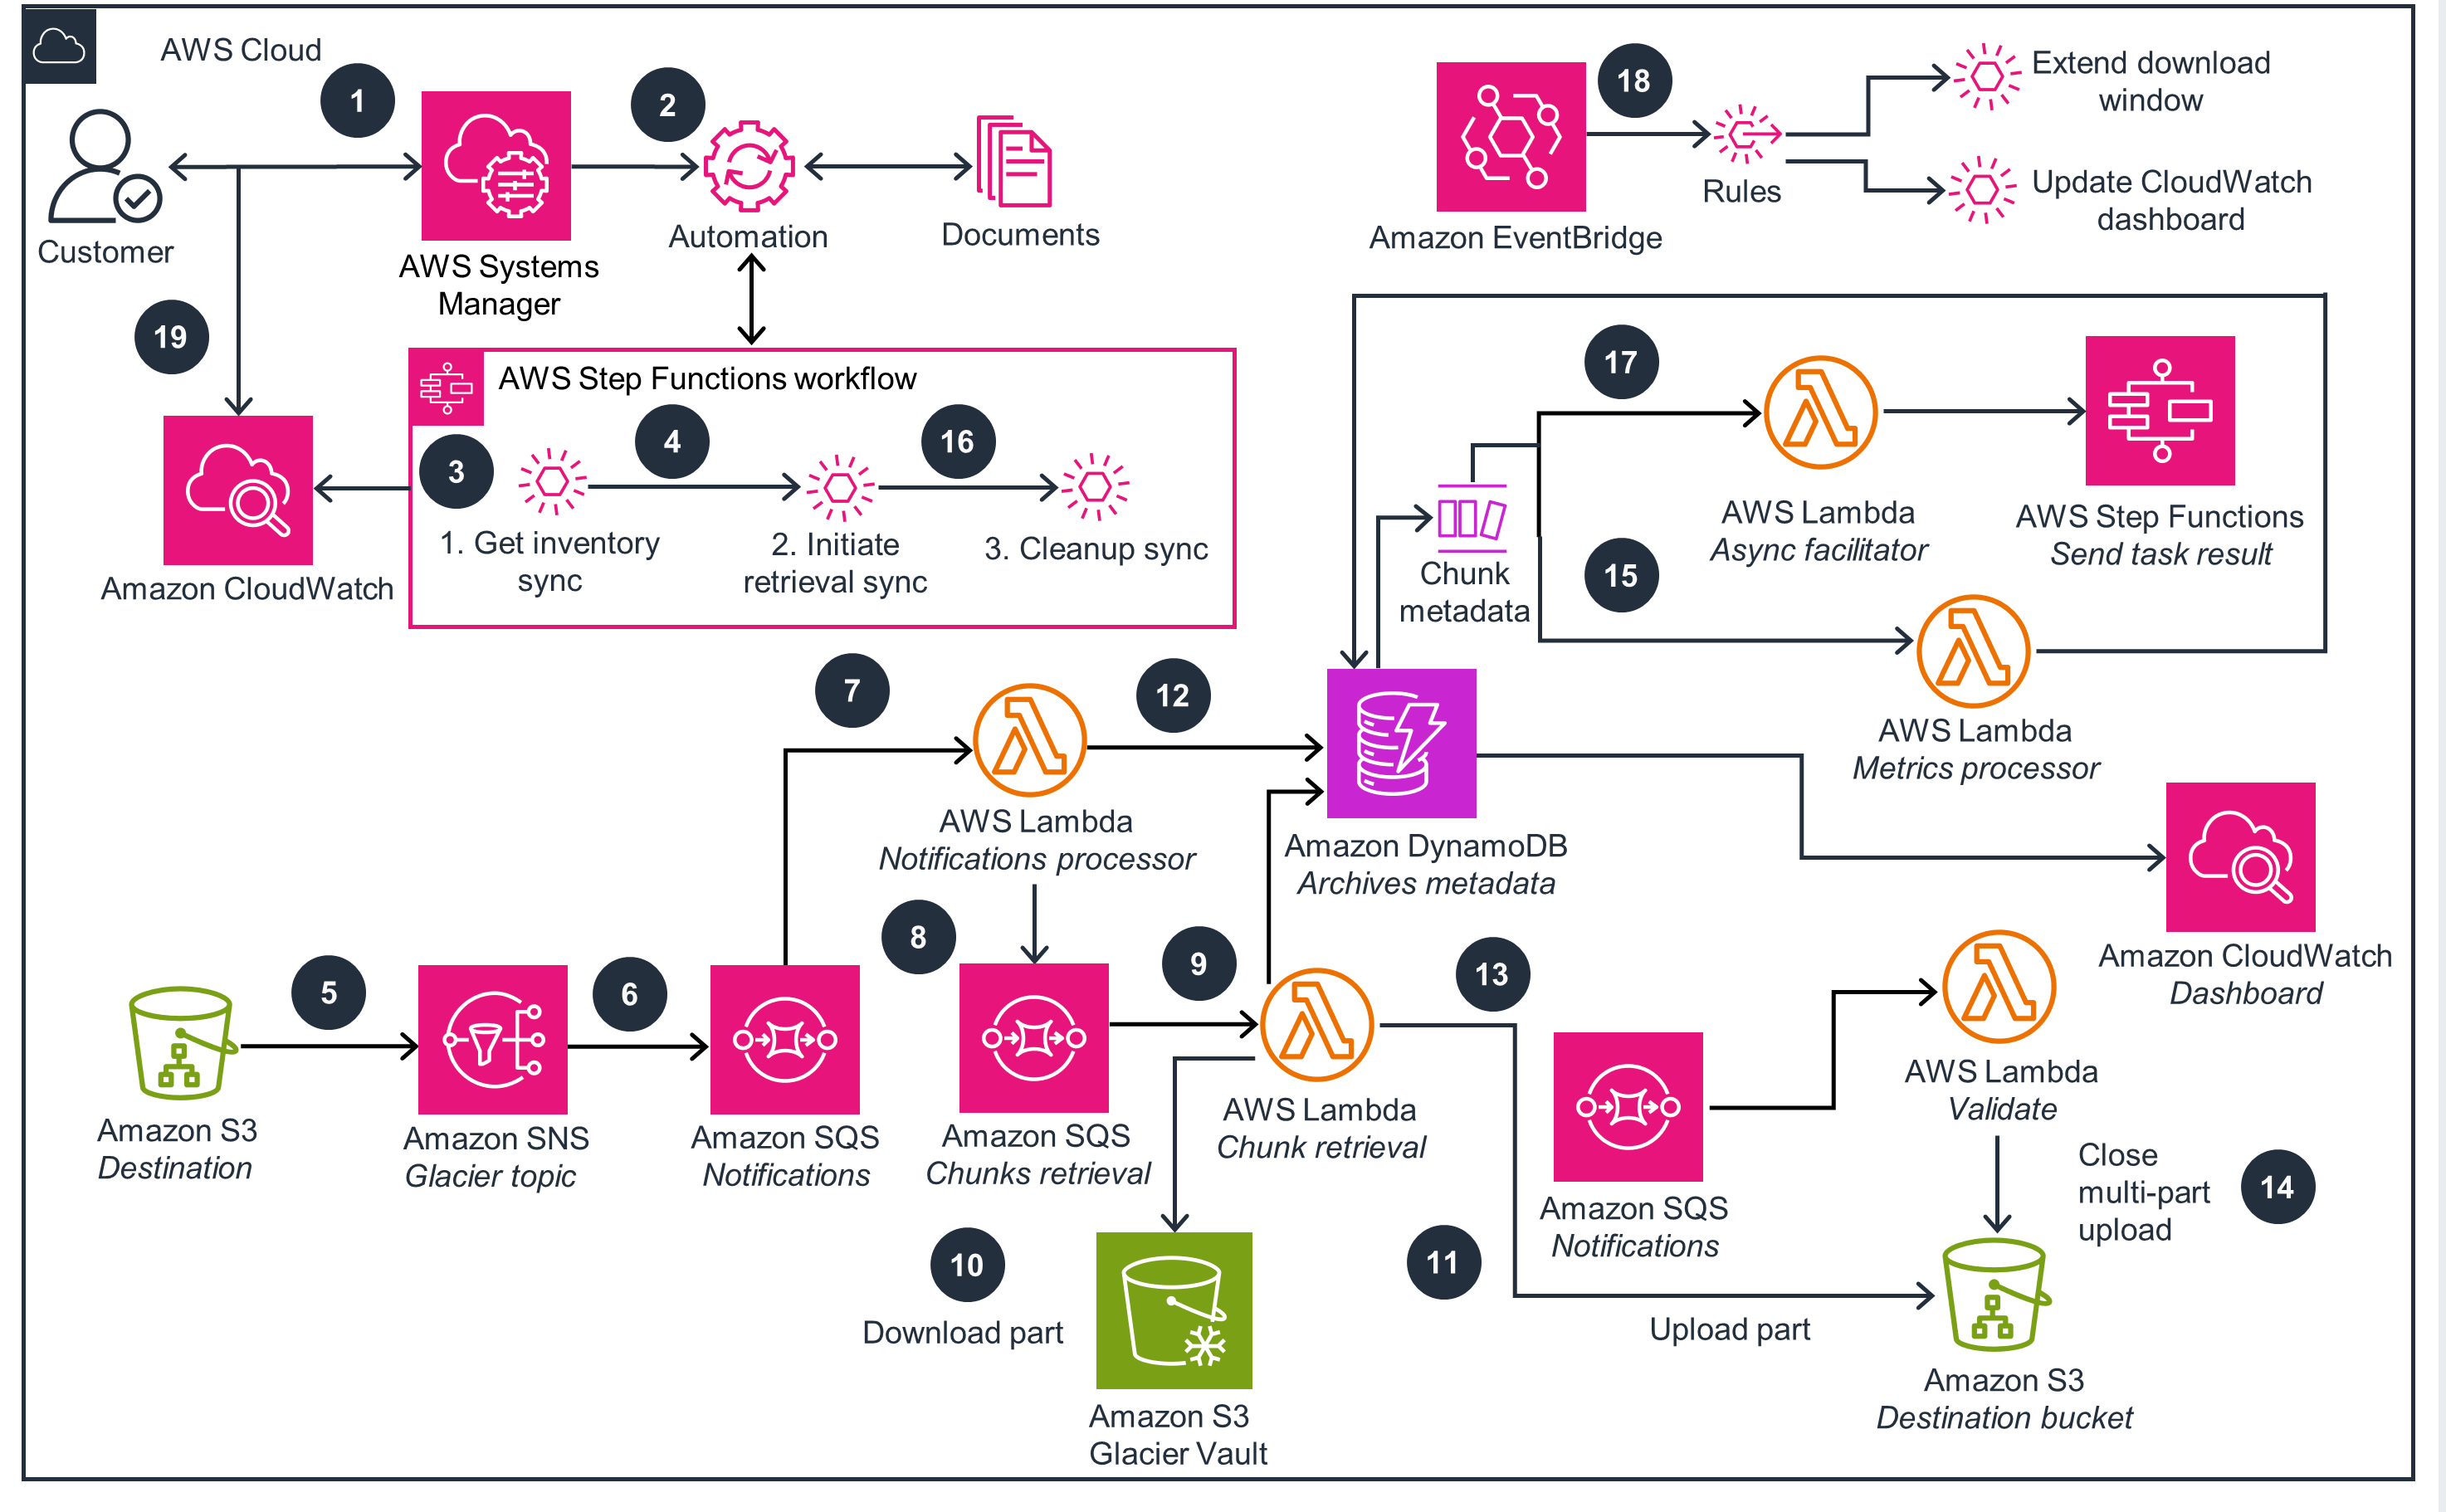 AWS Cloud
1
2
Customer
AWS Systems
Manager
Automation
Documents
18
Amazon EventBridge
Rules
Extend download
window
Update CloudWatch
dashboard
19
Amazon CloudWatch
AWS Step Functions workflow
3
4
16
1. Get inventory
sync
2. Initiate
retrieval sync
3. Cleanup sync
17
AWS Lambda
Async facilitator
AWS Step Functions
Send task result
Chunk
metadata
15
AWS Lambda
Metrics processor
7
12
AWS Lambda
Notifications processor
Amazon DynamoDB
Archives metadata
Amazon CloudWatch
Dashboard
5
6
8
9
13
Amazon S3
Destination
Amazon SNS
Glacier topic
Amazon SQS
Notifications
Amazon SQS
Chunks retrieval
AWS Lambda
Chunk retrieval
Amazon SQS
Notifications
AWS Lambda
Validate
Close
multi-part
upload
14
10
Download part
11
Upload part
Amazon S3
Glacier Vault
Amazon S3
Destination bucket